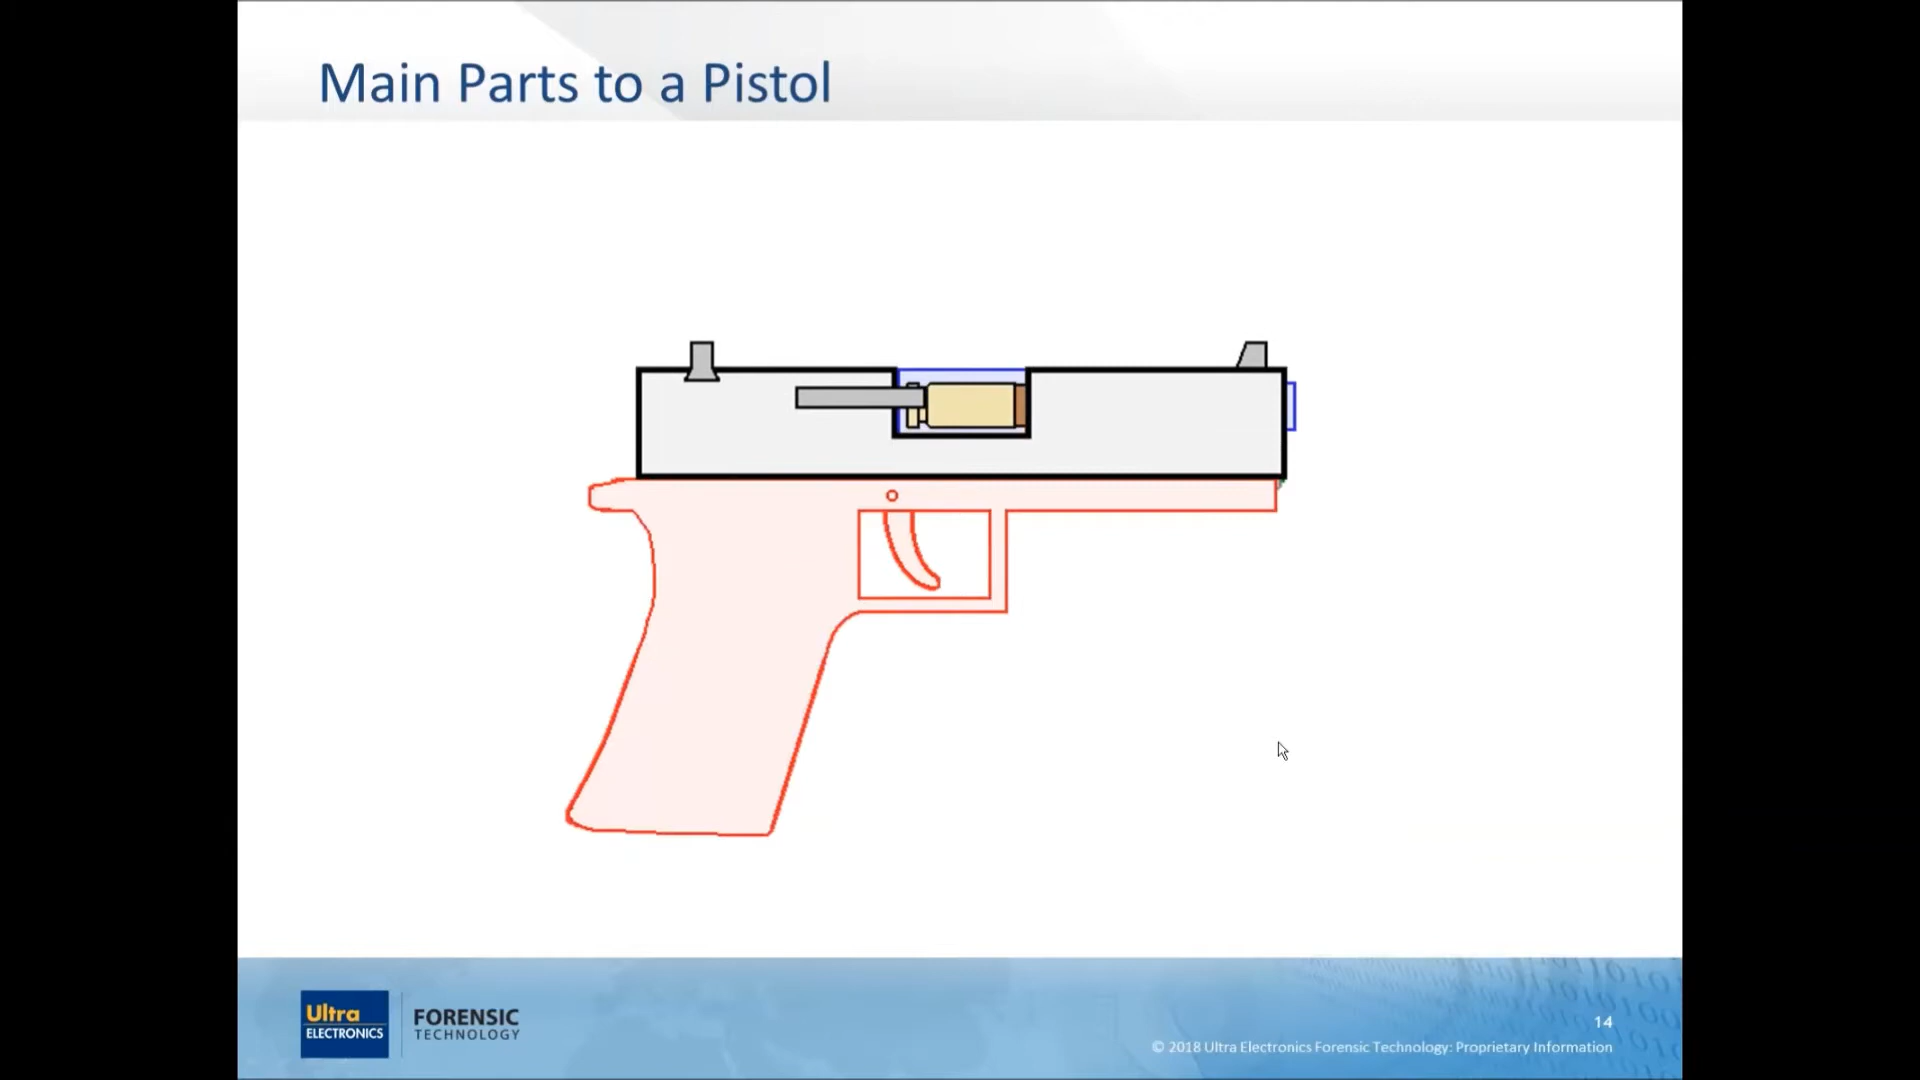 Main Parts to a Pistol
Ultra
ELECTRONICS
FORENSIC
TECHNOLOGY
14
© 2018 Ultra Electronics Forensic Technology: Proprietary Information